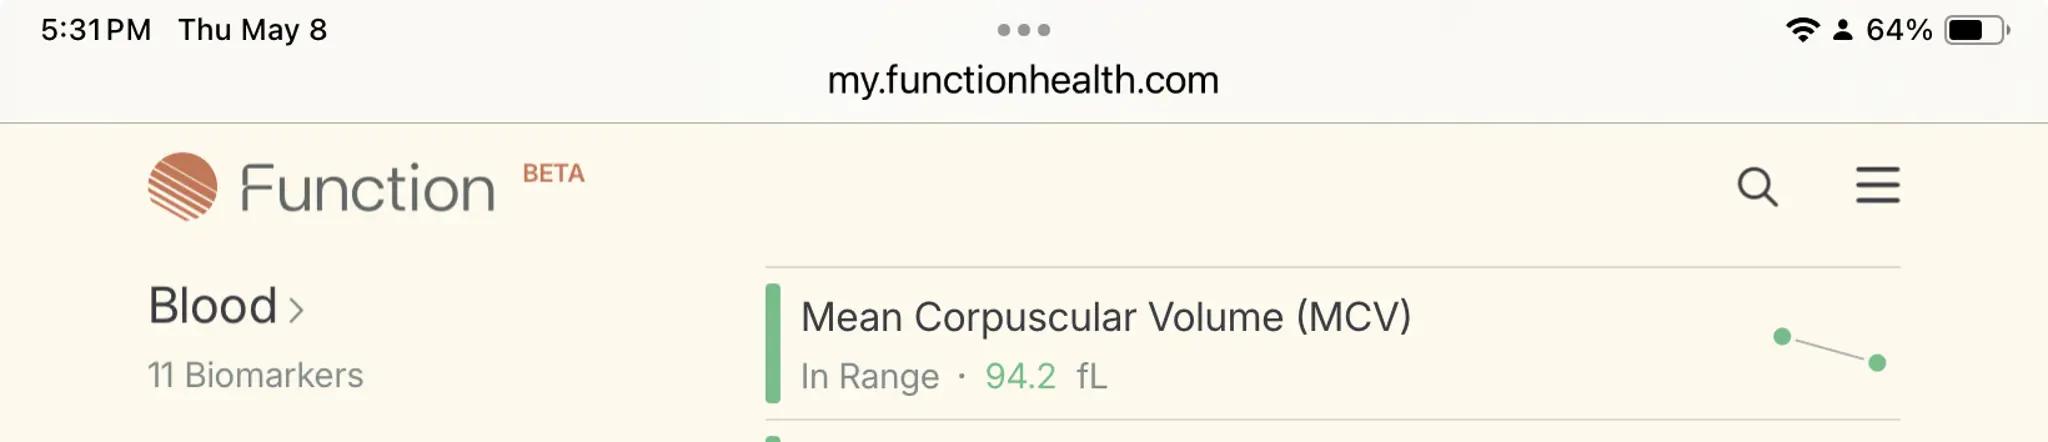 5:31 PM Thu May 8
64%
my.functionhealth.com
Function BETA
Blood
11 Biomarkers
Mean Corpuscular Volume (MCV)
In Range · 94.2 fL